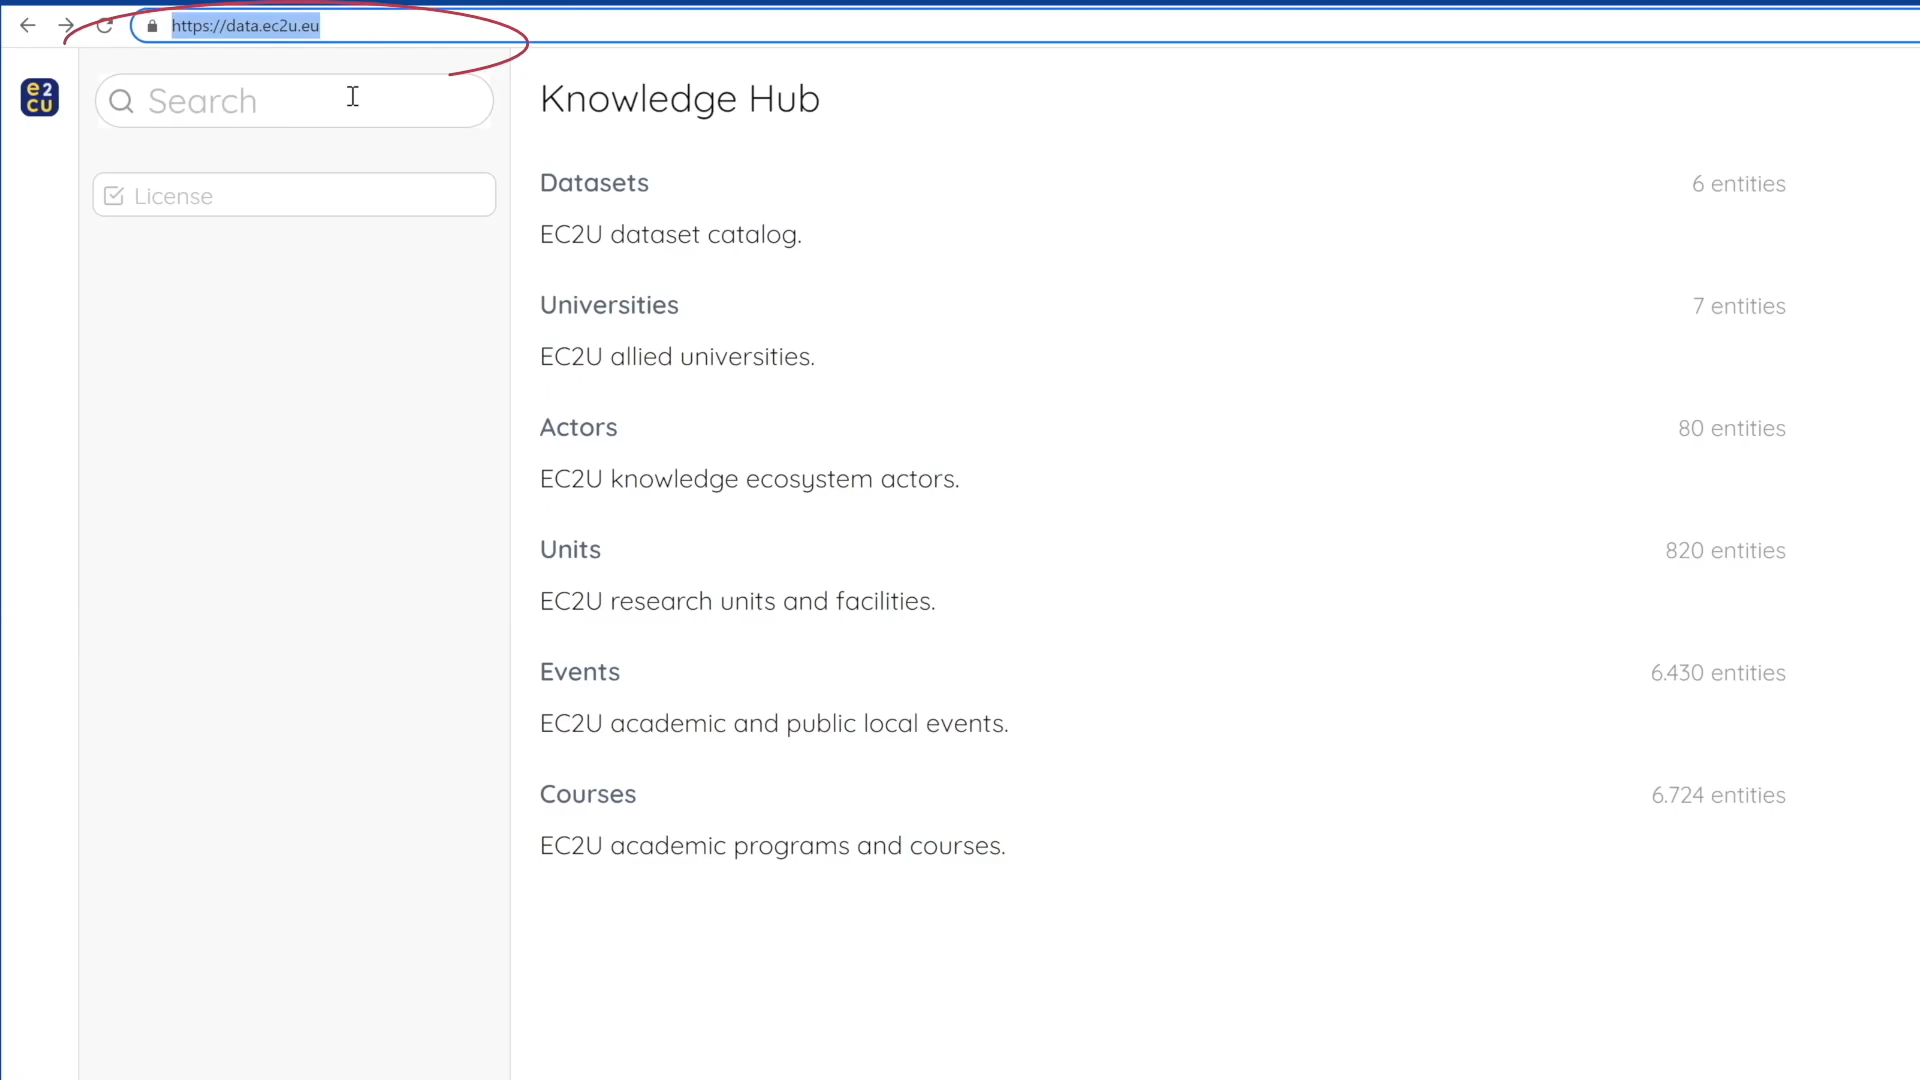 https://data.ec2u.eu
e2
cu
Search
Knowledge Hub
License
Datasets
6 entities
EC2U dataset catalog.
Universities
7 entities
EC2U allied universities.
Actors
80 entities
EC2U knowledge ecosystem actors.
Units
820 entities
EC2U research units and facilities.
Events
6.430 entities
EC2U academic and public local events.
Courses
6.724 entities
EC2U academic programs and courses.